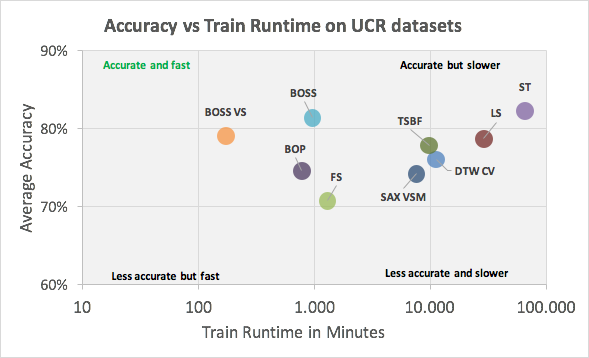 Accuracy vs Train Runtime on UCR datasets
90%
Accurate and fast
Accurate but slower
ST
BOSS
BOSS VS
LS
TSBF
80%
BOP
DTW CV
FS
SAX VSM
70%
Average Accuracy
Less accurate but fast
Less accurate and slower
60%
10
100
1.000
10.000
100.000
Train Runtime in Minutes